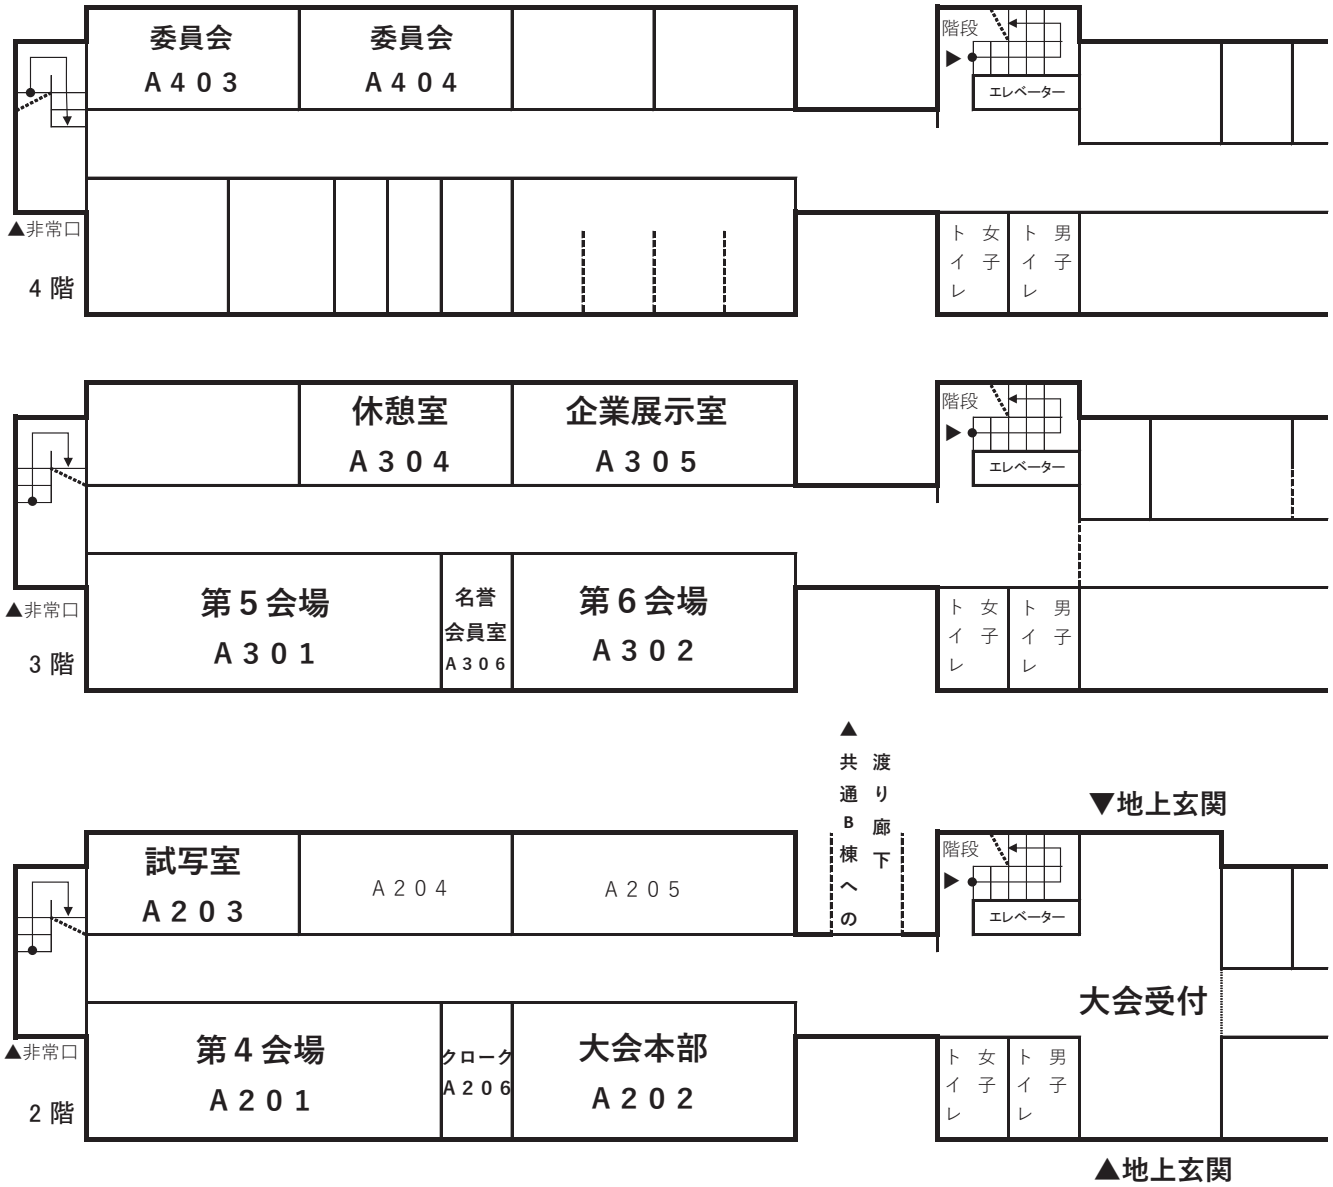 委員会
Ａ４０３
委員会
Ａ４０４
階段
エレベーター
▲非常口
４階
女子
トイレ
男子
トイレ
休憩室
Ａ３０４
企業展示室
Ａ３０５
階段
エレベーター
第５会場
Ａ３０１
名誉
会員室
Ａ３０６
第６会場
Ａ３０２
▲非常口
３階
女子
トイレ
男子
トイレ
渡り廊下
▲共通B棟への
▼地上玄関
試写室
Ａ２０３
Ａ２０４
Ａ２０５
階段
エレベーター
大会受付
第４会場
Ａ２０１
クローク
Ａ２０６
大会本部
Ａ２０２
▲非常口
２階
女子
トイレ
男子
トイレ
▲地上玄関